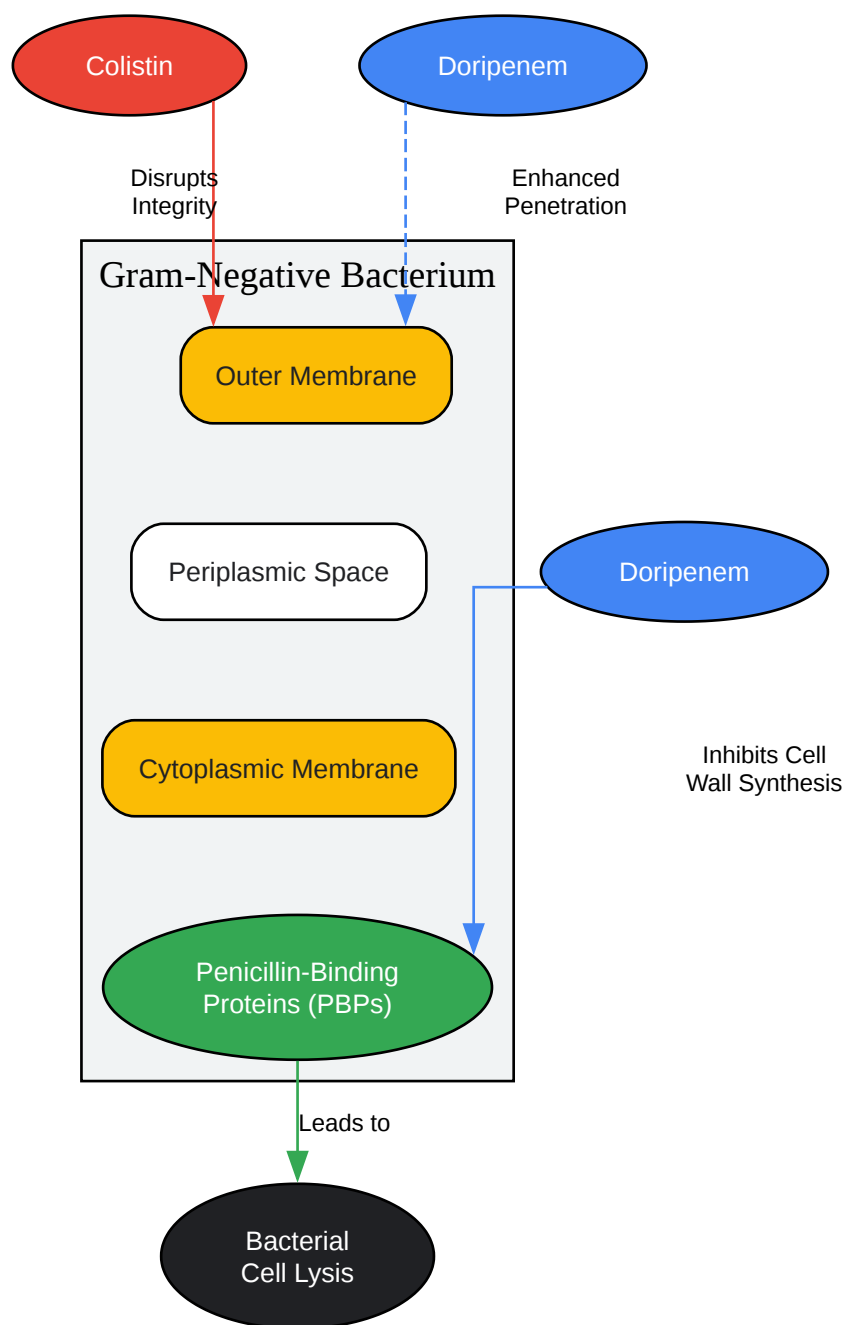 Colistin
Doripenem
Disrupts
Integrity
Enhanced
Penetration
Gram-Negative Bacterium
Outer Membrane
Periplasmic Space
Doripenem
Cytoplasmic Membrane
Inhibits Cell
Wall Synthesis
Penicillin-Binding
Proteins (PBPs)
Leads to
Bacterial
Cell Lysis